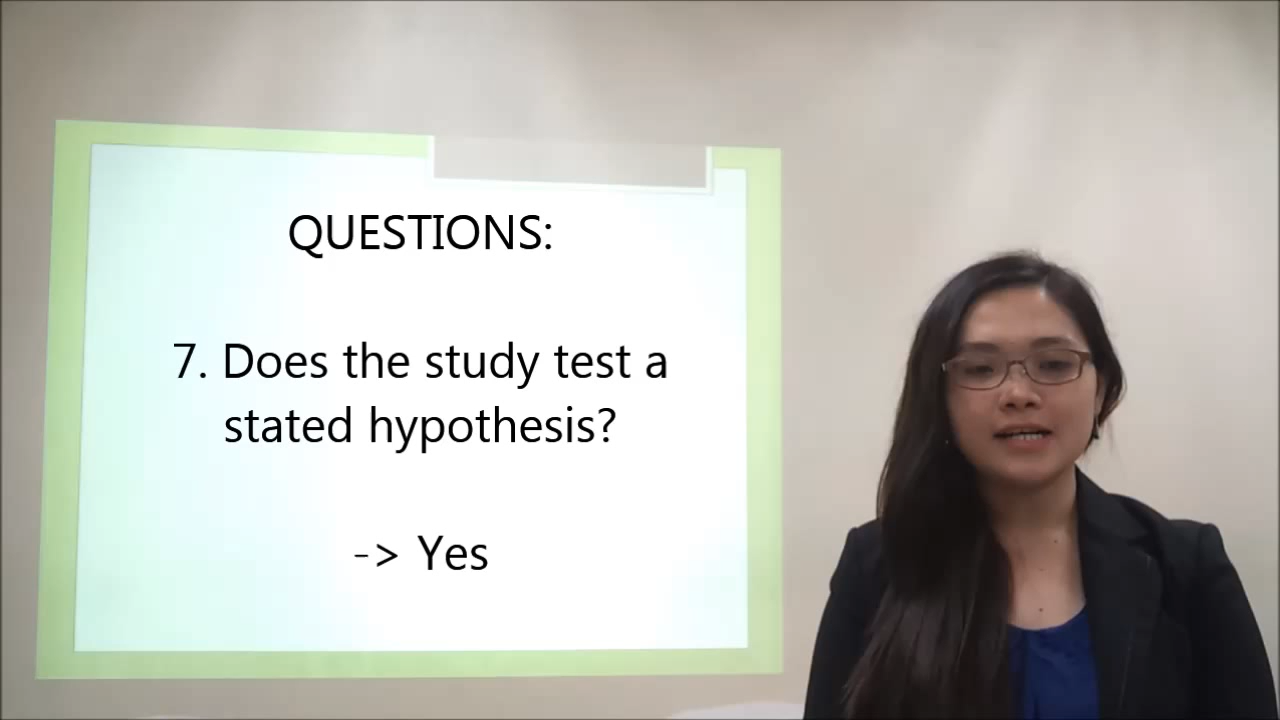 QUESTIONS:
7. Does the study test a
stated hypothesis?
-> Yes